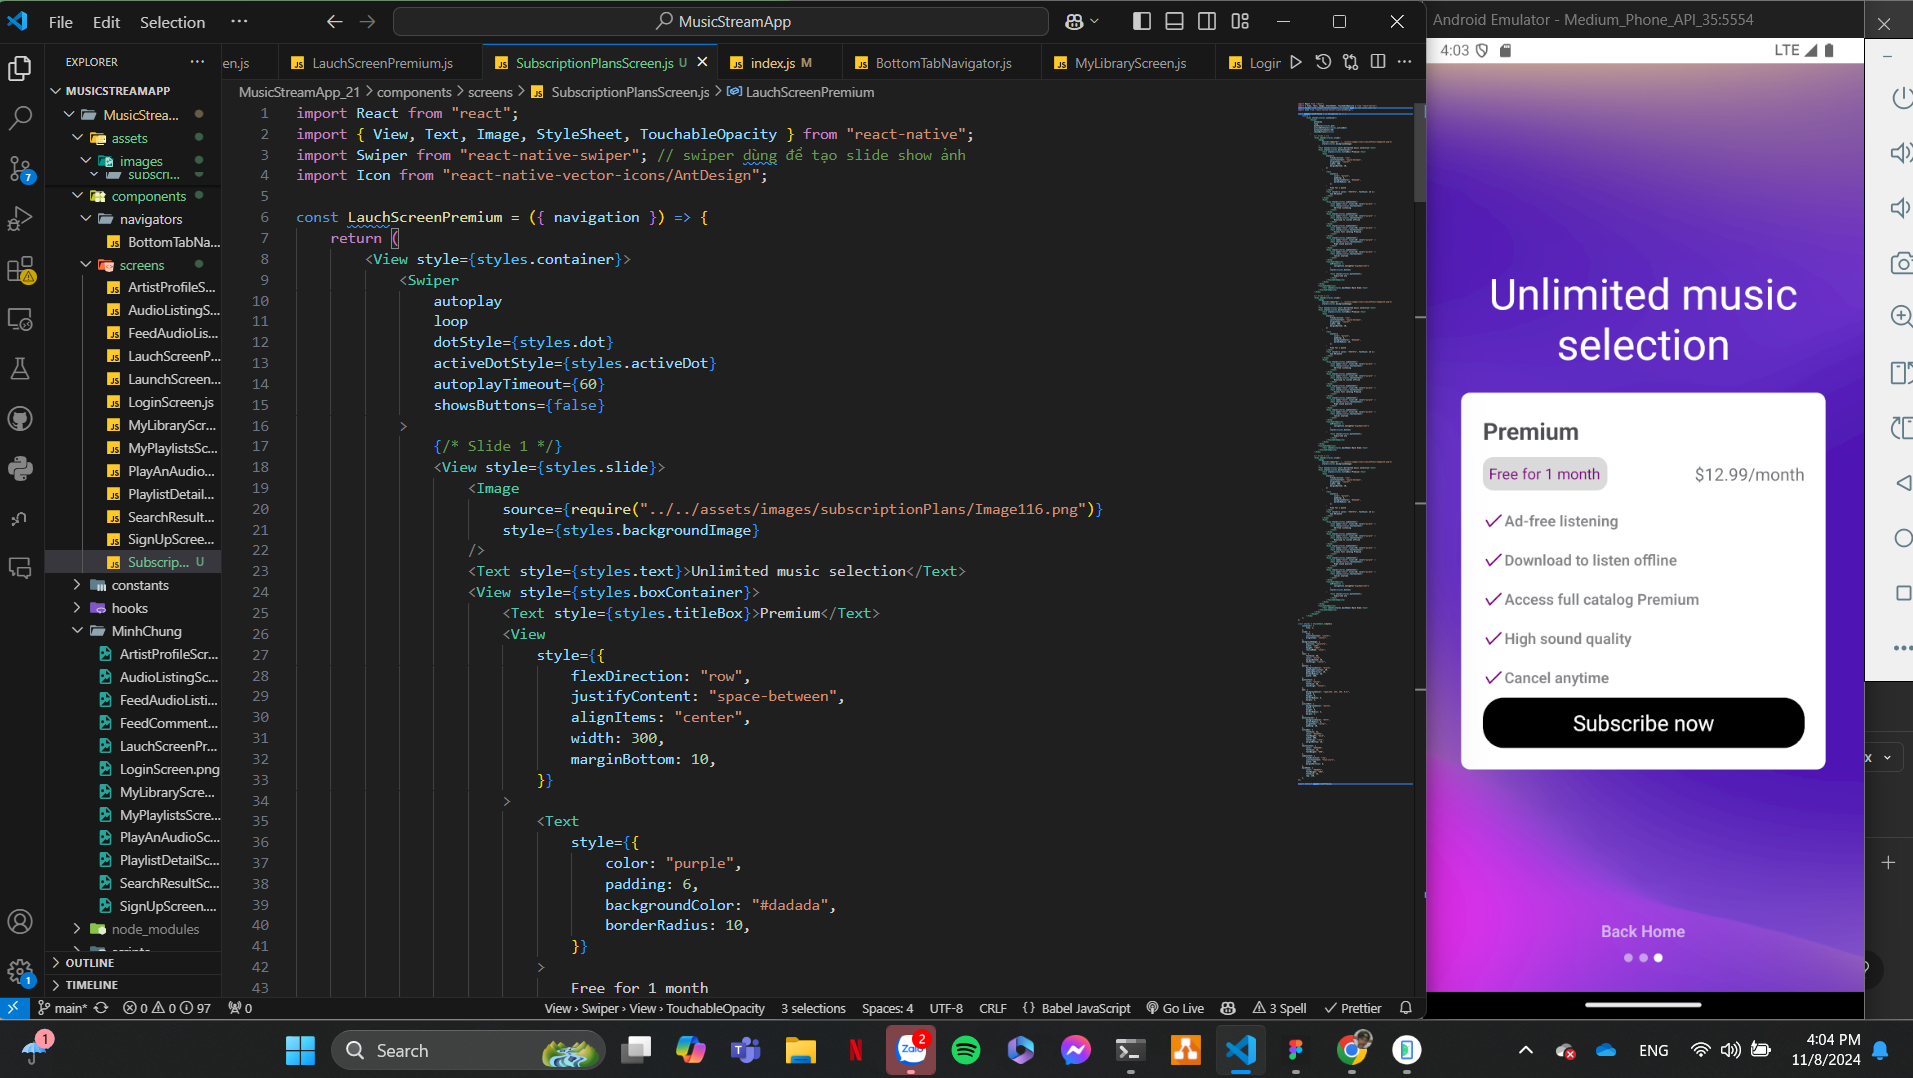 File Edit Selection ···
MusicStreamApp
en.js
LauchScreenPremium.js
SubscriptionPlansScreen.js U
index.js M
BottomTabNavigator.js
MyLibraryScreen.js
Login
MusicStreamApp_21 > components > screens > SubscriptionPlansScreen.js > LauchScreenPremium
EXPLORER
MUSICSTREAMAPP
MusicStrea...
assets
images
subscri...
components
navigators
BottomTabNa...
screens
ArtistProfileS...
AudioListingS...
FeedAudioLis...
LauchScreenP...
LaunchScreen...
LoginScreen.js
MyLibraryScr...
MyPlaylistsSc...
PlayAnAudio...
PlaylistDetail...
SearchResult...
SignUpScree...
Subscrip... U
constants
hooks
MinhChung
ArtistProfileScr...
AudioListingSc...
FeedAudioListi...
FeedComment...
LauchScreenPr...
LoginScreen.png
MyLibraryScre...
MyPlaylistsScre...
PlayAnAudioSc...
PlaylistDetailSc...
SearchResultSc...
SignUpScreen....
node_modules
OUTLINE
TIMELINE
7
1
1 import React from "react";
2 import { View, Text, Image, StyleSheet, TouchableOpacity } from "react-native";
3 import Swiper from "react-native-swiper"; // swiper dùng để tạo slide show ảnh
4 import Icon from "react-native-vector-icons/AntDesign";
5
6 const LauchScreenPremium = ({ navigation }) => {
7 return (
8 <View style={styles.container}>
9 <Swiper
10 autoplay
11 loop
12 dotStyle={styles.dot}
13 activeDotStyle={styles.activeDot}
14 autoplayTimeout={60}
15 showsButtons={false}
16 >
17 {/* Slide 1 */}
18 <View style={styles.slide}>
19 <Image
20 source={require("../../assets/images/subscriptionPlans/Image116.png")}
21 style={styles.backgroundImage}
22 />
23 <Text style={styles.text}>Unlimited music selection</Text>
24 <View style={styles.boxContainer}>
25 <Text style={styles.titleBox}>Premium</Text>
26 <View
27 style={{
28 flexDirection: "row",
29 justifyContent: "space-between",
30 alignItems: "center",
31 width: 300,
32 marginBottom: 10,
33 }}
34 >
35 <Text
36 style={{
37 color: "purple",
38 padding: 6,
39 backgroundColor: "#dadada",
40 borderRadius: 10,
41 }}
42 >
43 Free for 1 month
main* 0 0 97 0
View › Swiper › View › TouchableOpacity 3 selections Spaces: 4 UTF-8 CRLF {} Babel JavaScript Go Live 3 Spell Prettier
Android Emulator - Medium_Phone_API_35:5554
4:03
LTE
Unlimited music
selection
Premium
Free for 1 month
$12.99/month
Ad-free listening
Download to listen offline
Access full catalog Premium
High sound quality
Cancel anytime
Subscribe now
Back Home
x
1
Search
Zalo
2
ENG
4:04 PM
11/8/2024